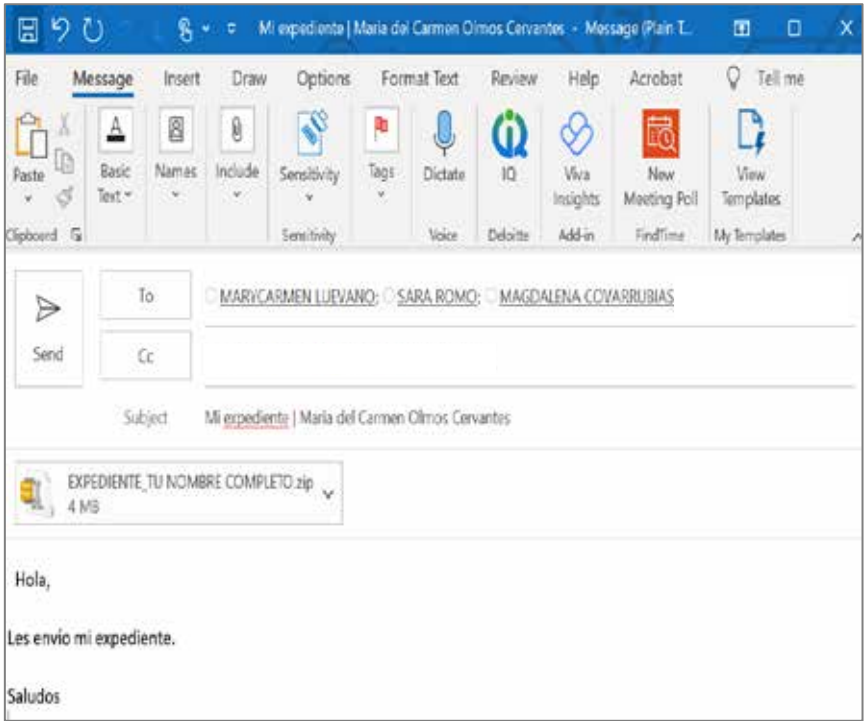 Mi expediente | Maria del Carmen Olmos Cervantes - Message (Plain T...
File Message Insert Draw Options Format Text Review Help Acrobat Tell me
Paste Basic Text Names Include Sensitivity Tags Dictate IQ Viva Insights New Meeting Poll View Templates
Clipboard Sensitivity Voice Deloitte Add-in FindTime My Templates
To MARYCARMEN LUEVANO; SARA ROMO; MAGDALENA COVARRUBIAS
Send Cc
Subject Mi expediente | Maria del Carmen Olmos Cervantes
EXPEDIENTE_TU NOMBRE COMPLETO.zip
4 MB
Hola,
Les envío mi expediente.
Saludos